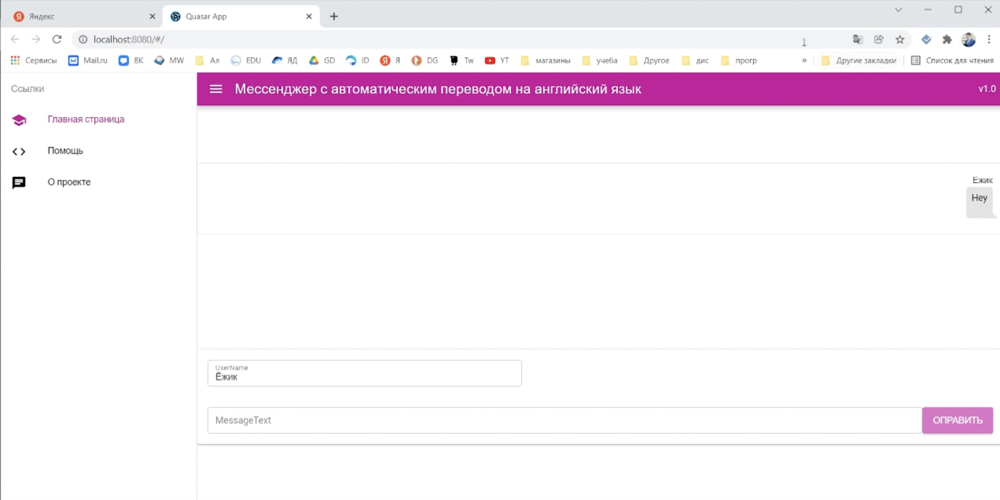 Яндекс
Quasar App
localhost:8080/#/
Сервисы Mail.ru ВК MW Ал EDU ЯД GD ID Я DG Tw YT магазины учеба Другое дис прогр » Другие закладки Список для чтения
Ссылки
Главная страница
Помощь
О проекте
Мессенджер с автоматическим переводом на английский язык
v1.0
Ёжик
Hey
UserName
Ёжик
MessageText
ОПРАВИТЬ